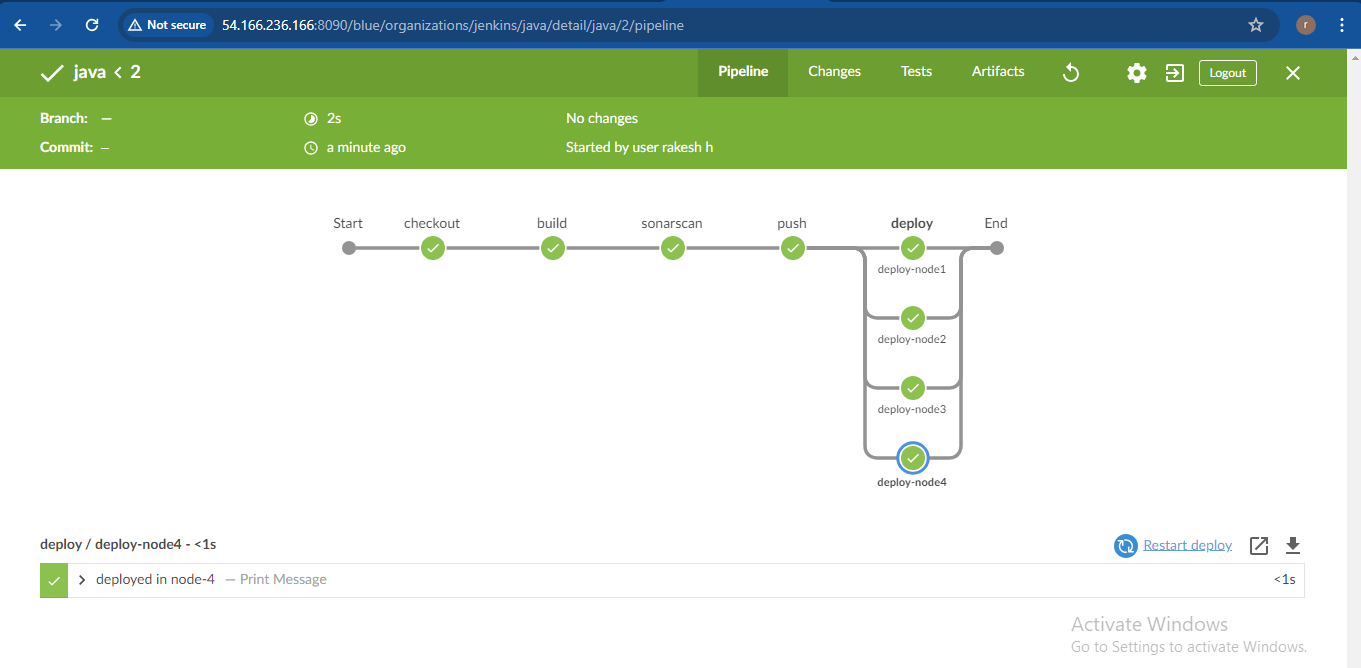 Not secure 54.166.236.166:8090/blue/organizations/jenkins/java/detail/java/2/pipeline r
java < 2 Pipeline Changes Tests Artifacts Logout
Branch: — 2s No changes
Commit: — a minute ago Started by user rakesh h
Start checkout build sonarscan push deploy End
deploy-node1
deploy-node2
deploy-node3
deploy-node4
deploy / deploy-node4 - <1s Restart deploy
deployed in node-4 — Print Message <1s
Activate Windows
Go to Settings to activate Windows.